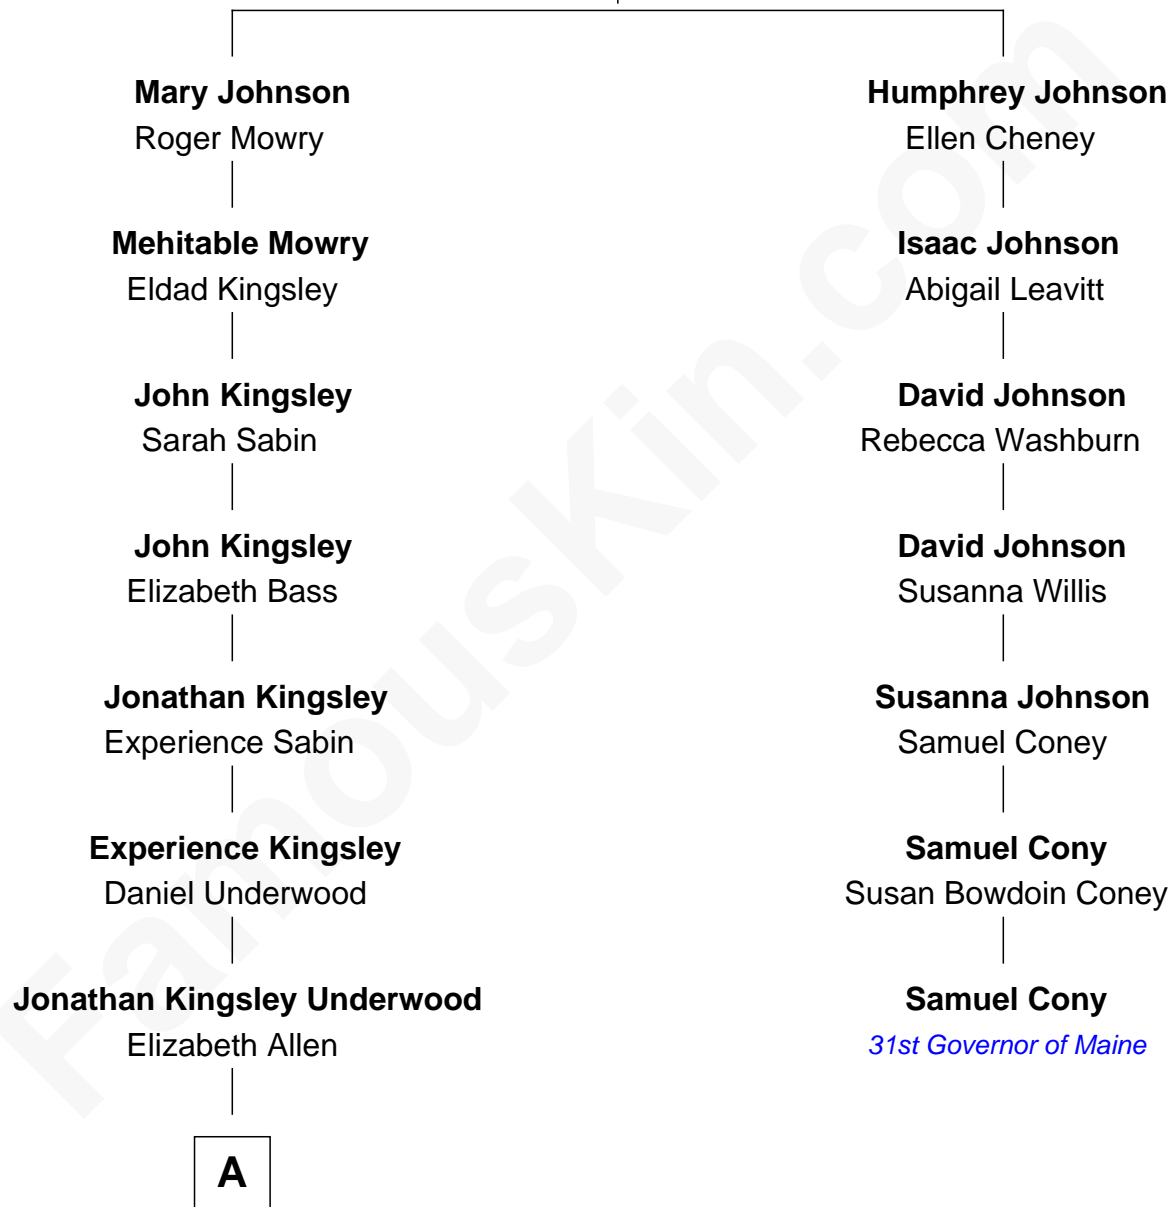 Mary Johnson
Roger Mowry
Mehitable Mowry
Eldad Kingsley
John Kingsley
Sarah Sabin
John Kingsley
Elizabeth Bass
Jonathan Kingsley
Experience Sabin
Experience Kingsley
Daniel Underwood
Jonathan Kingsley Underwood
Elizabeth Allen
A
Humphrey Johnson
Ellen Cheney
Isaac Johnson
Abigail Leavitt
David Johnson
Rebecca Washburn
David Johnson
Susanna Willis
Susanna Johnson
Samuel Coney
Samuel Cony
Susan Bowdoin Coney
Samuel Cony
31st Governor of Maine
FamousKin.com